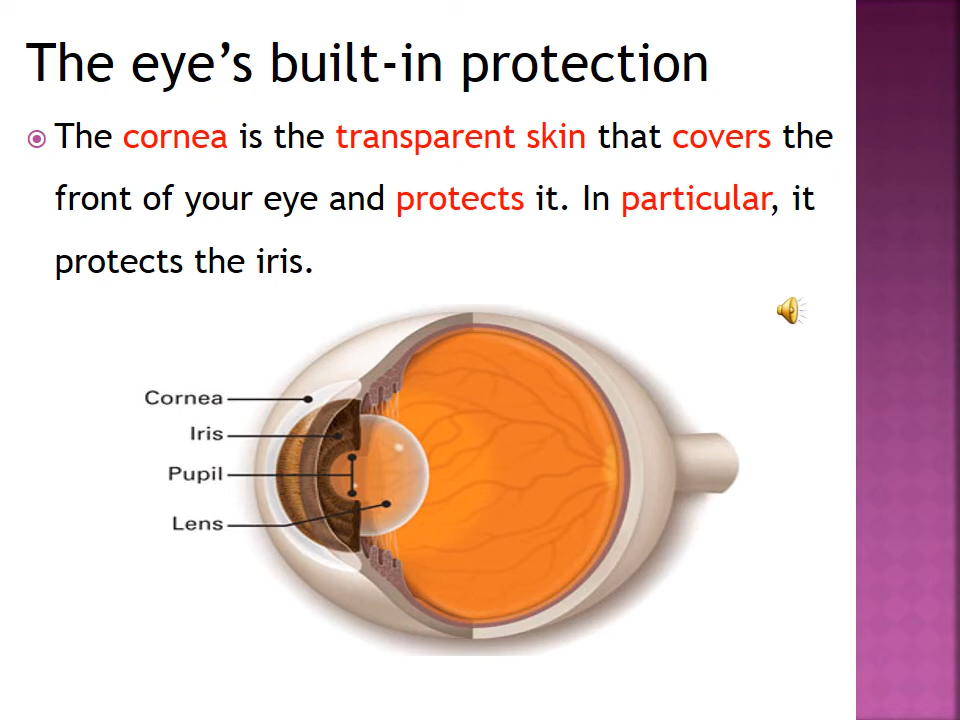 The eye’s built-in protection
The cornea is the transparent skin that covers the
front of your eye and protects it. In particular, it
protects the iris.
Cornea
Iris
Pupil
Lens